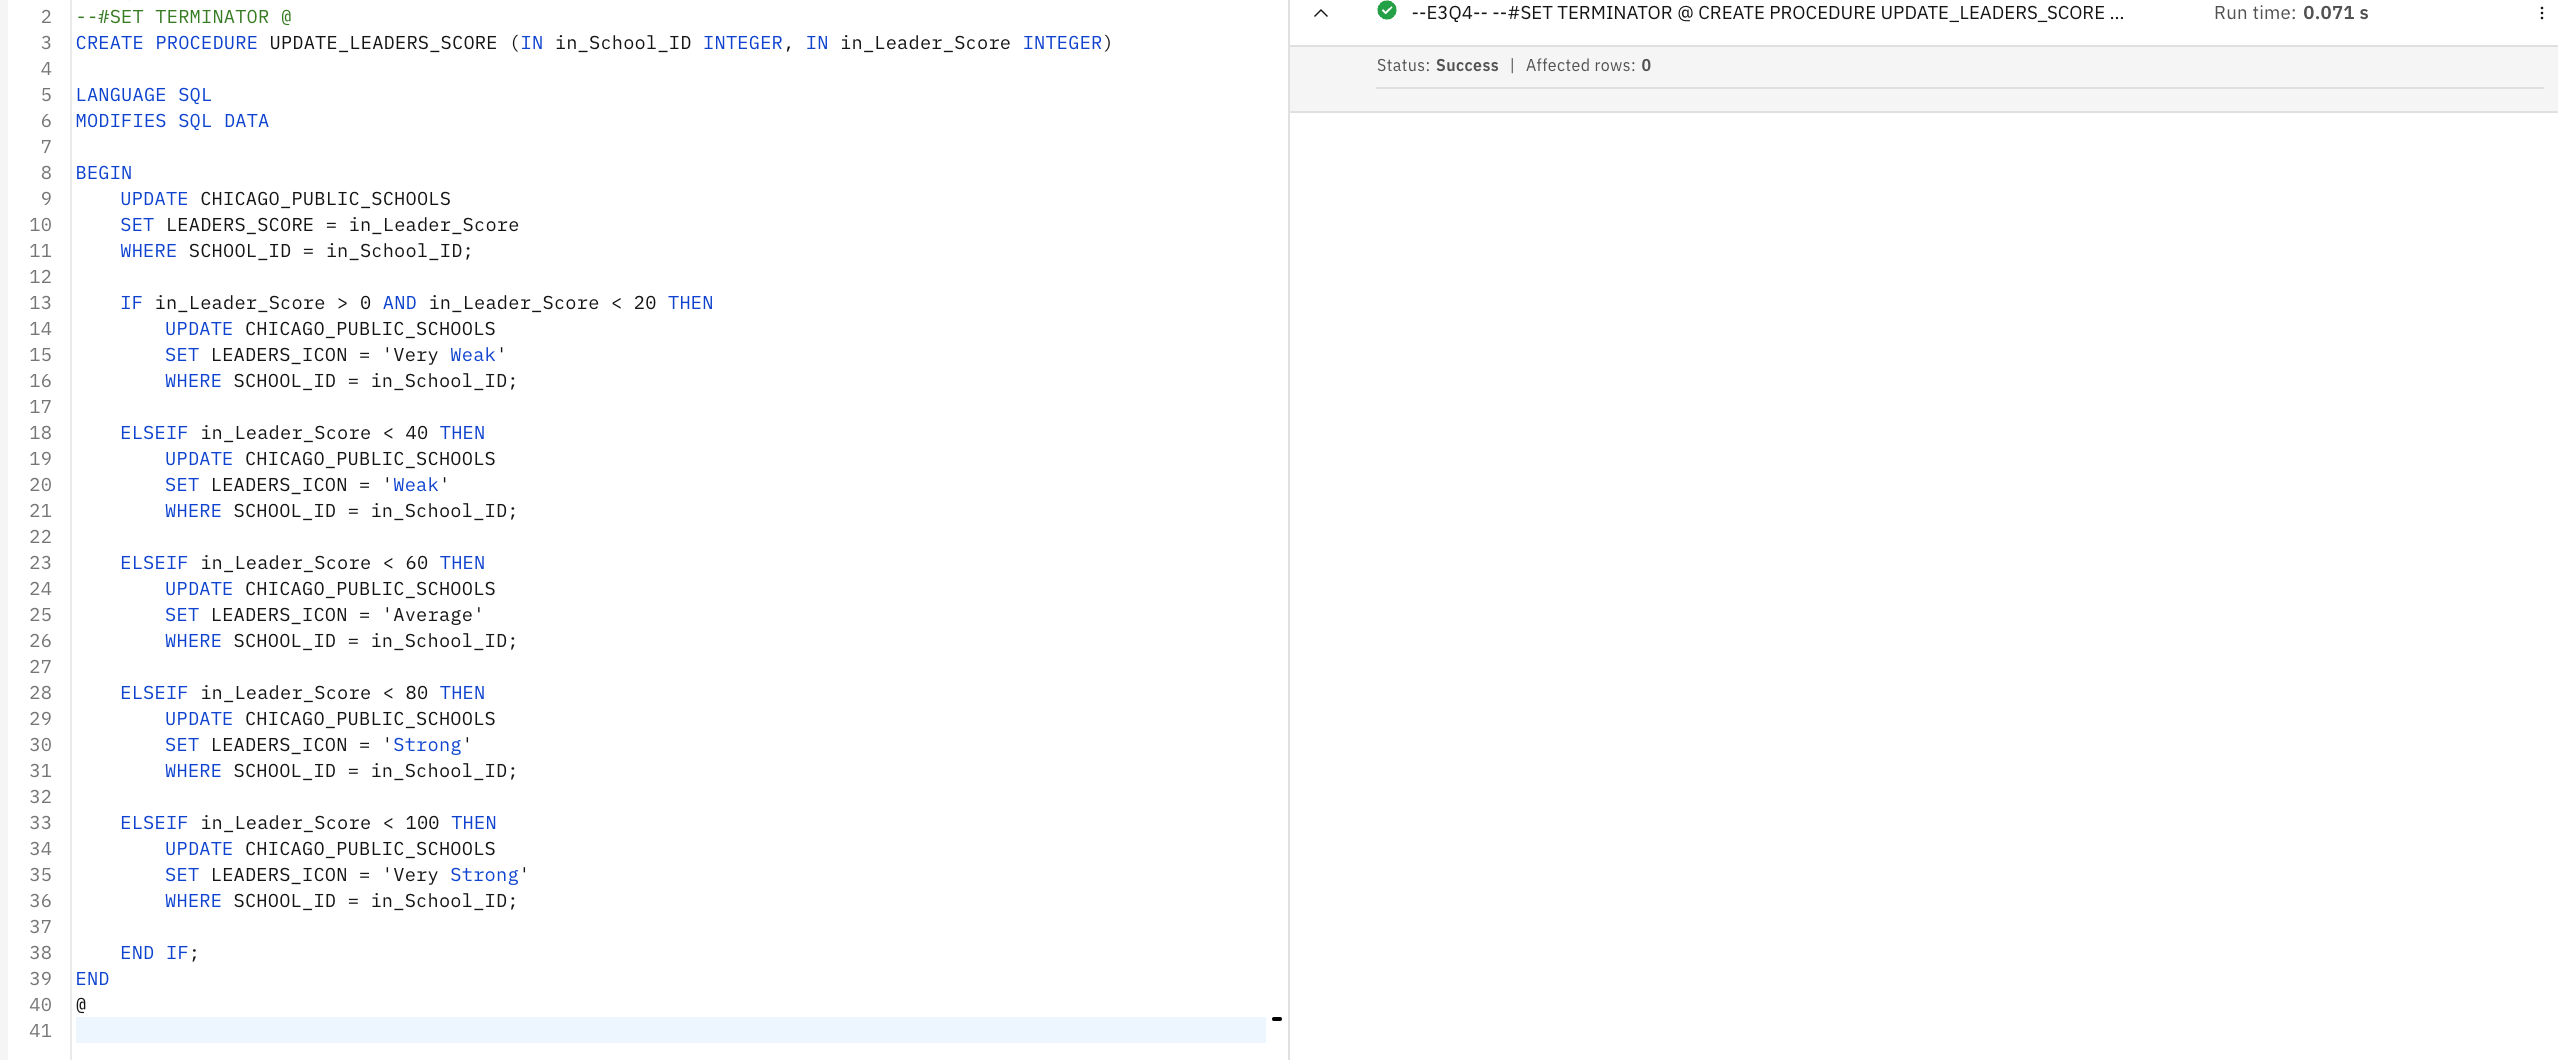 2 --#SET TERMINATOR @
3 CREATE PROCEDURE UPDATE_LEADERS_SCORE (IN in_School_ID INTEGER, IN in_Leader_Score INTEGER)
4
5 LANGUAGE SQL
6 MODIFIES SQL DATA
7
8 BEGIN
9 UPDATE CHICAGO_PUBLIC_SCHOOLS
10 SET LEADERS_SCORE = in_Leader_Score
11 WHERE SCHOOL_ID = in_School_ID;
12
13 IF in_Leader_Score > 0 AND in_Leader_Score < 20 THEN
14 UPDATE CHICAGO_PUBLIC_SCHOOLS
15 SET LEADERS_ICON = 'Very Weak'
16 WHERE SCHOOL_ID = in_School_ID;
17
18 ELSEIF in_Leader_Score < 40 THEN
19 UPDATE CHICAGO_PUBLIC_SCHOOLS
20 SET LEADERS_ICON = 'Weak'
21 WHERE SCHOOL_ID = in_School_ID;
22
23 ELSEIF in_Leader_Score < 60 THEN
24 UPDATE CHICAGO_PUBLIC_SCHOOLS
25 SET LEADERS_ICON = 'Average'
26 WHERE SCHOOL_ID = in_School_ID;
27
28 ELSEIF in_Leader_Score < 80 THEN
29 UPDATE CHICAGO_PUBLIC_SCHOOLS
30 SET LEADERS_ICON = 'Strong'
31 WHERE SCHOOL_ID = in_School_ID;
32
33 ELSEIF in_Leader_Score < 100 THEN
34 UPDATE CHICAGO_PUBLIC_SCHOOLS
35 SET LEADERS_ICON = 'Very Strong'
36 WHERE SCHOOL_ID = in_School_ID;
37
38 END IF;
39 END
40 @
41
--E3Q4-- --#SET TERMINATOR @ CREATE PROCEDURE UPDATE_LEADERS_SCORE ... Run time: 0.071 s
Status: Success | Affected rows: 0